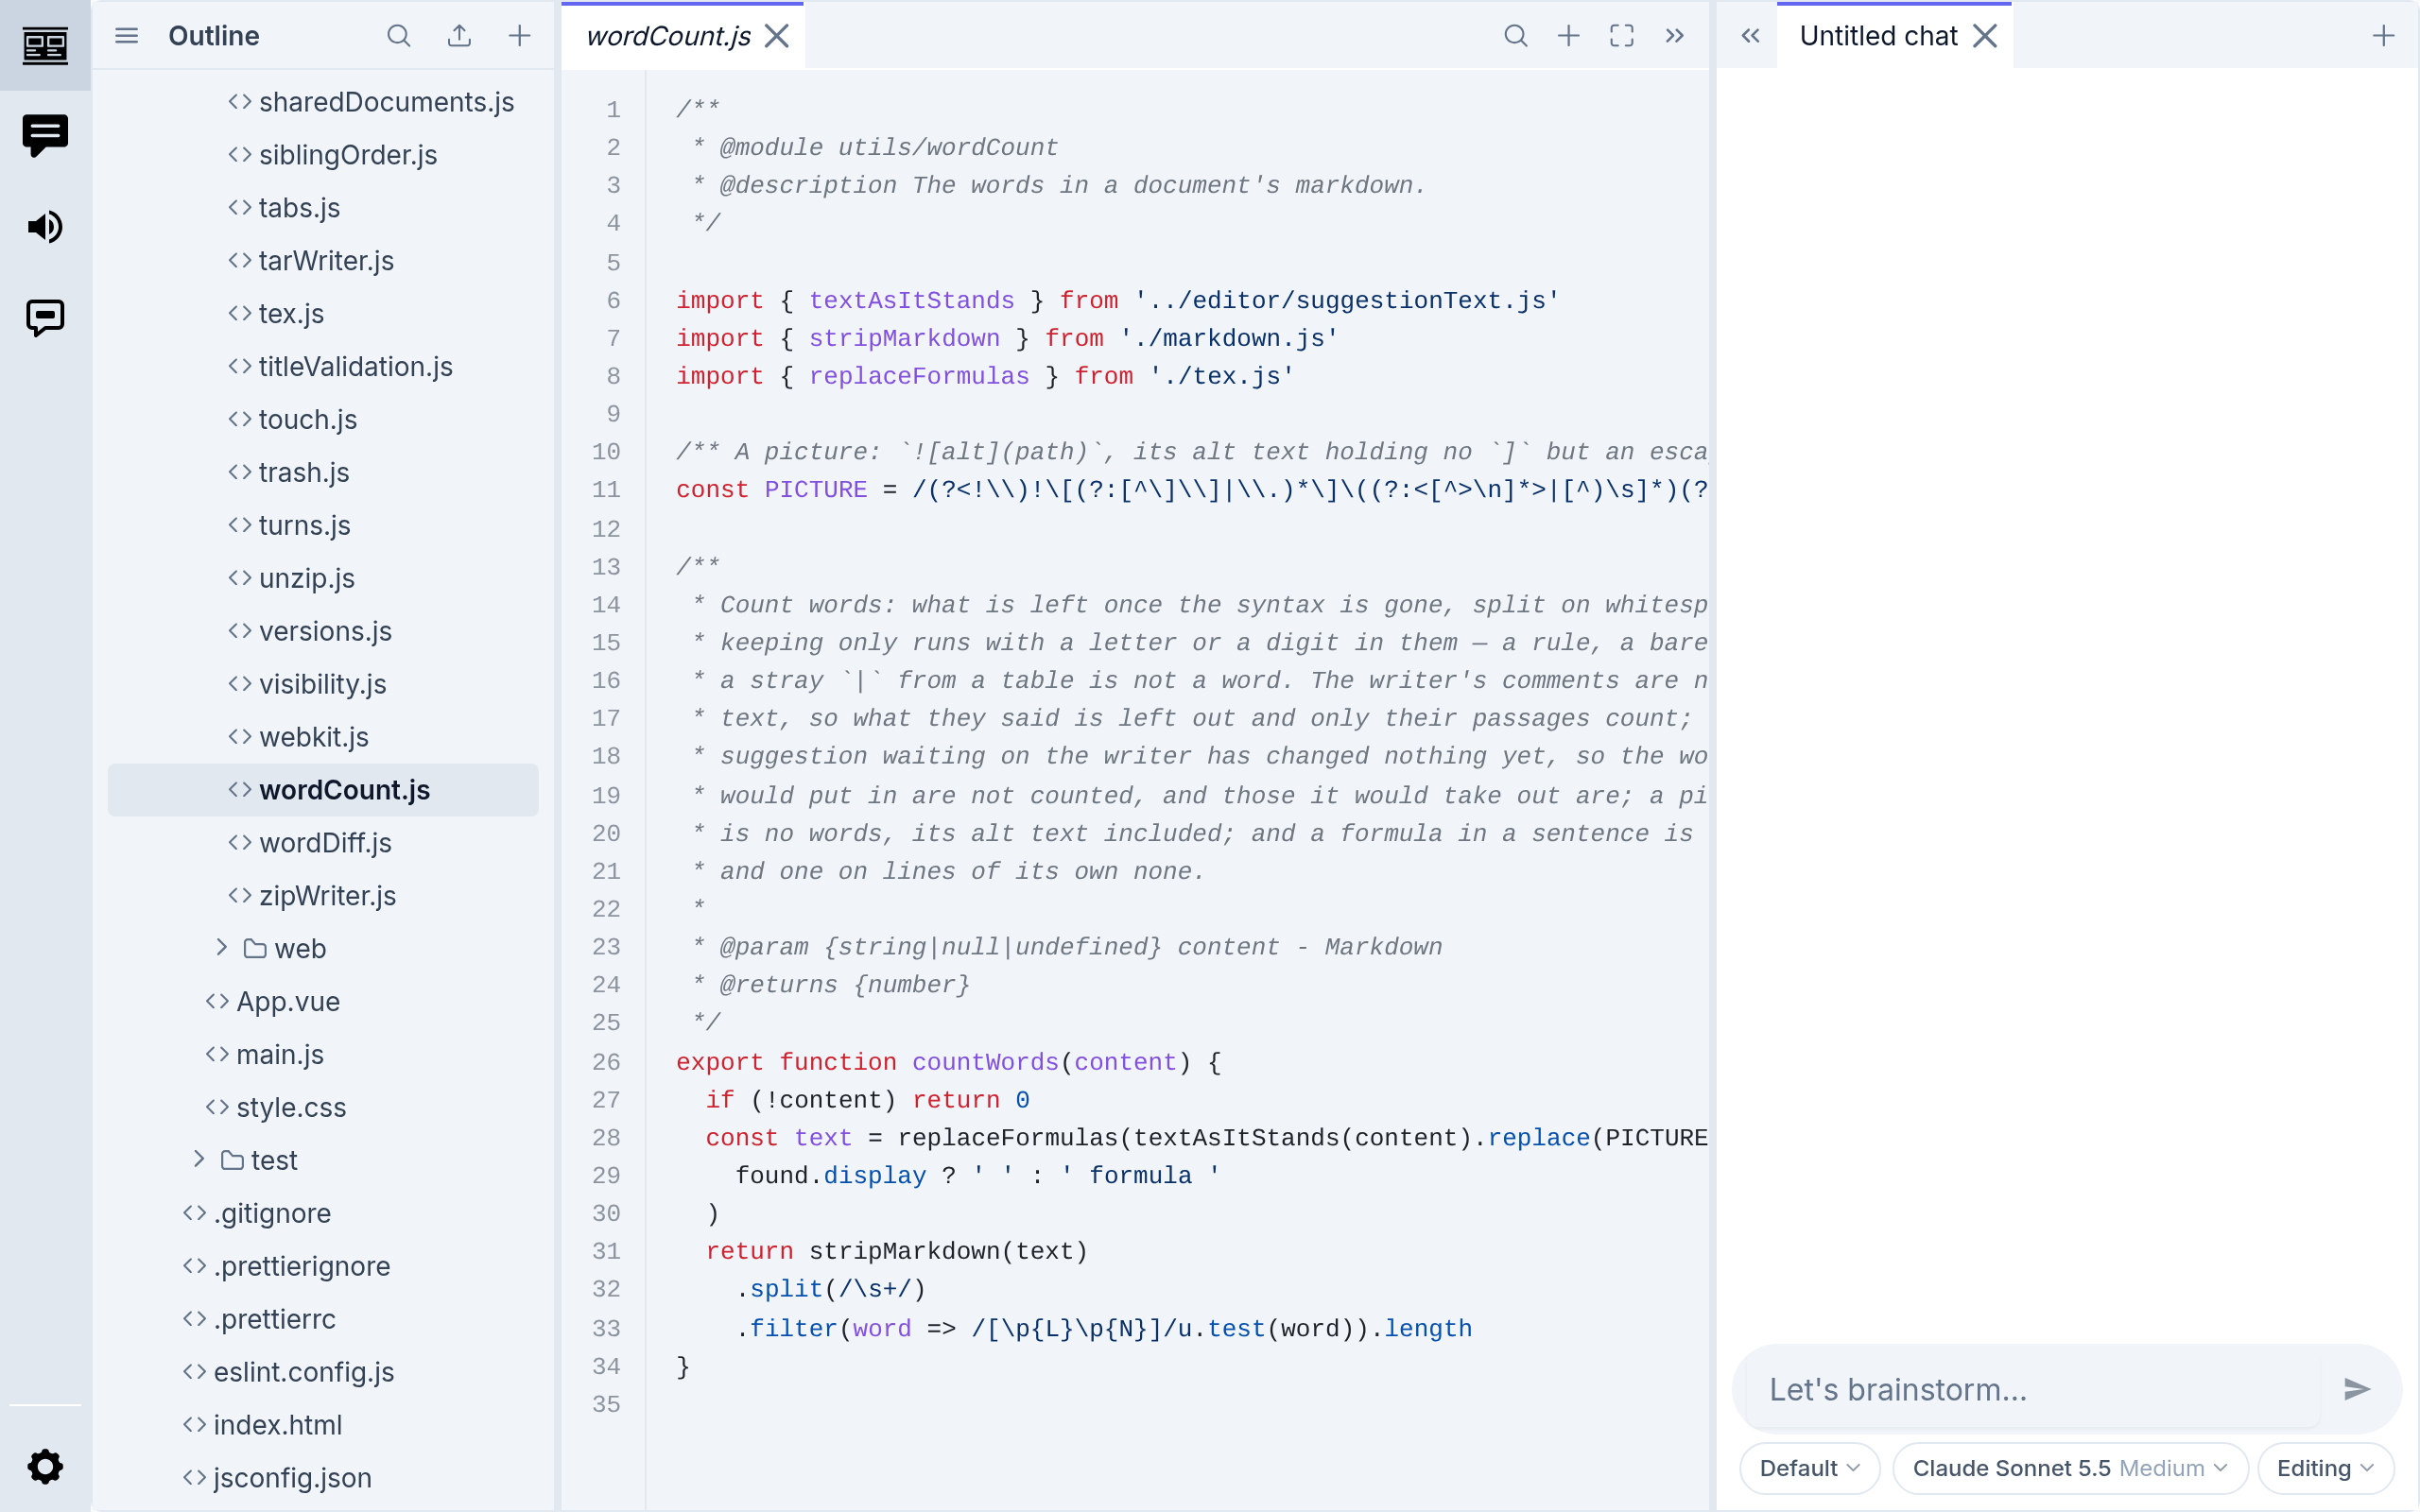 Outline
sharedDocuments.js
siblingOrder.js
tabs.js
tarWriter.js
tex.js
titleValidation.js
touch.js
trash.js
turns.js
unzip.js
versions.js
visibility.js
webkit.js
wordCount.js
wordDiff.js
zipWriter.js
web
App.vue
main.js
style.css
test
.gitignore
.prettierignore
.prettierrc
eslint.config.js
index.html
jsconfig.json
wordCount.js
1 /**
2  * @module utils/wordCount
3  * @description The words in a document's markdown.
4  */
5
6 import { textAsItStands } from '../editor/suggestionText.js'
7 import { stripMarkdown } from './markdown.js'
8 import { replaceFormulas } from './tex.js'
9
10 /** A picture: `![alt](path)`, its alt text holding no `]` but an esca
11 const PICTURE = /(?<!\\)!\[(?:[^\]\\]|\\.)*\]\((?:<[^>\n]*>|[^)\s]*)(?
12
13 /**
14  * Count words: what is left once the syntax is gone, split on whitesp
15  * keeping only runs with a letter or a digit in them — a rule, a bare
16  * a stray `|` from a table is not a word. The writer's comments are n
17  * text, so what they said is left out and only their passages count;
18  * suggestion waiting on the writer has changed nothing yet, so the wo
19  * would put in are not counted, and those it would take out are; a pi
20  * is no words, its alt text included; and a formula in a sentence is
21  * and one on lines of its own none.
22  *
23  * @param {string|null|undefined} content - Markdown
24  * @returns {number}
25  */
26 export function countWords(content) {
27   if (!content) return 0
28   const text = replaceFormulas(textAsItStands(content).replace(PICTURE
29     found.display ? ' ' : ' formula '
30   )
31   return stripMarkdown(text)
32     .split(/\s+/)
33     .filter(word => /[\p{L}\p{N}]/u.test(word)).length
34 }
35
Untitled chat
Let's brainstorm...
Default
Claude Sonnet 5.5 Medium
Editing